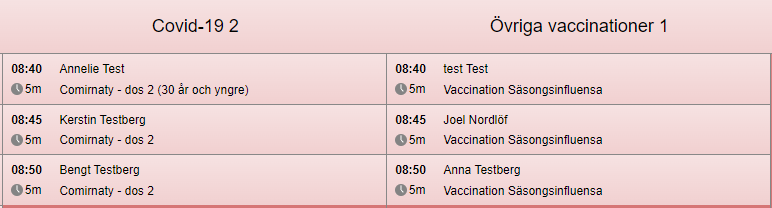 Covid-19 2
Övriga vaccinationer 1
08:40 Annelie Test
5m Comirnaty - dos 2 (30 år och yngre)
08:40 test Test
5m Vaccination Säsongsinfluensa
08:45 Kerstin Testberg
5m Comirnaty - dos 2
08:45 Joel Nordlöf
5m Vaccination Säsongsinfluensa
08:50 Bengt Testberg
5m Comirnaty - dos 2
08:50 Anna Testberg
5m Vaccination Säsongsinfluensa